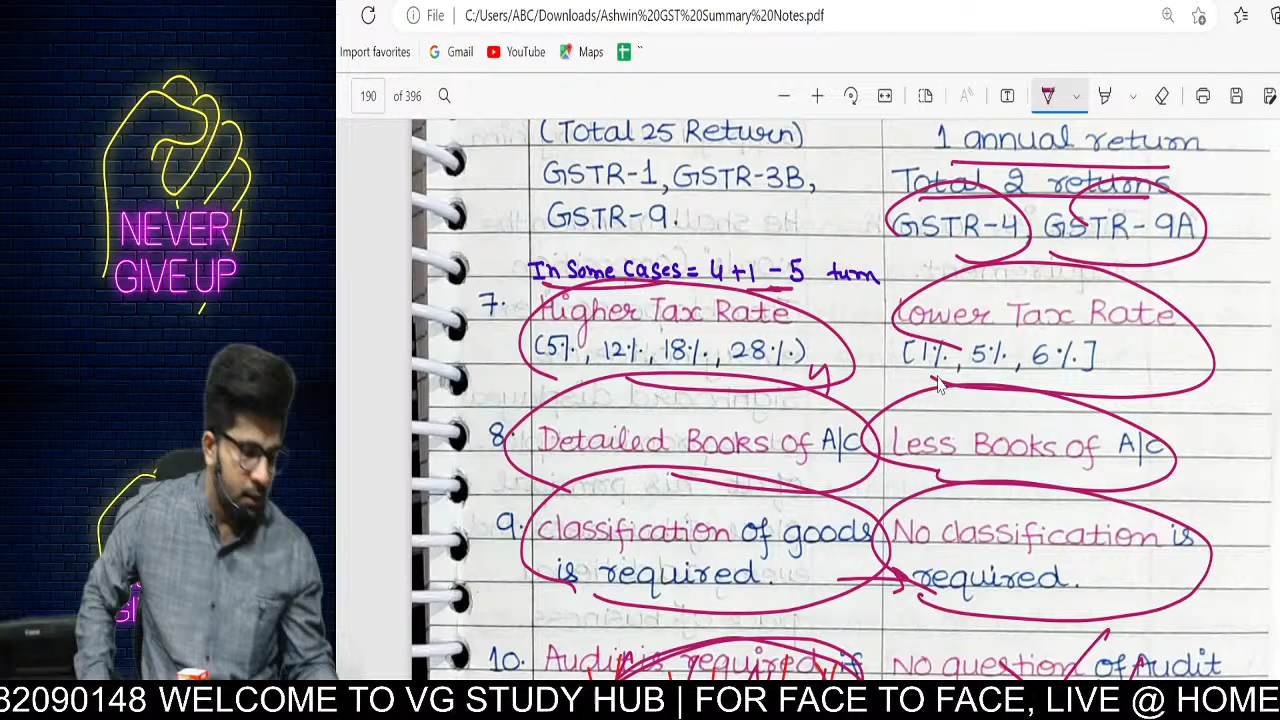 File
C:/Users/ABC/Downloads/Ashwin%20GST%20Summary%20Notes.pdf
Import favorites
Gmail
YouTube
Maps
190 of 396
(Total 25 Return)
GSTR-1, GSTR-3B,
GSTR-9.
In Some Cases = 4+1 - 5 turn
1 annual return
Total 2 returns
GSTR-4 GSTR-9A
7. Higher Tax Rate
(5%, 12%, 18%, 28%)
Lower Tax Rate
[1%, 5%, 6%]
8. Detailed Books of A/C
Less Books of A/C
9. classification of goods
is required.
No classification is
required.
10. Audit is required if
No question of Audit
NEVER
GIVE UP
82090148 WELCOME TO VG STUDY HUB | FOR FACE TO FACE, LIVE @ HOME